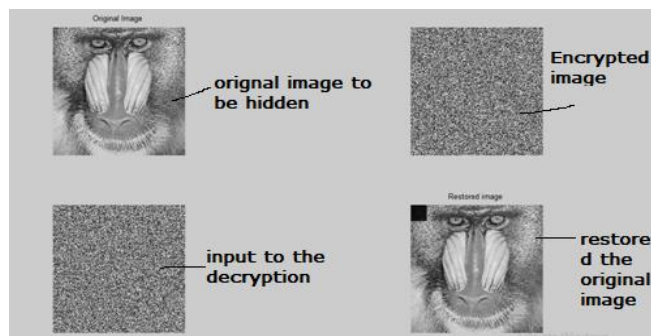 Original Image
orignal image to
be hidden
Encrypted
image
input to the
decryption
Restored image
restore
d the
original
image